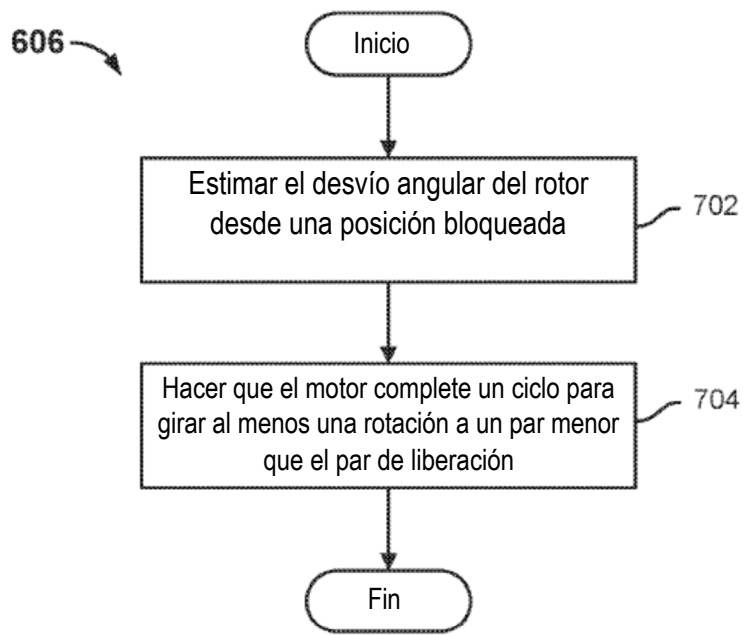 606
Inicio
Estimar el desvío angular del rotor
desde una posición bloqueada
702
Hacer que el motor complete un ciclo para
girar al menos una rotación a un par menor
que el par de liberación
704
Fin